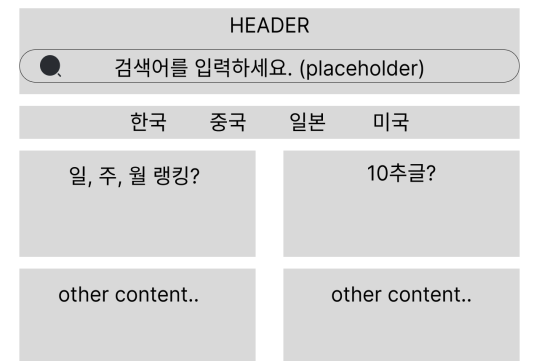 HEADER
검색어를 입력하세요. (placeholder)
한국 중국 일본 미국
일, 주, 월 랭킹?
10추글?
other content..
other content..